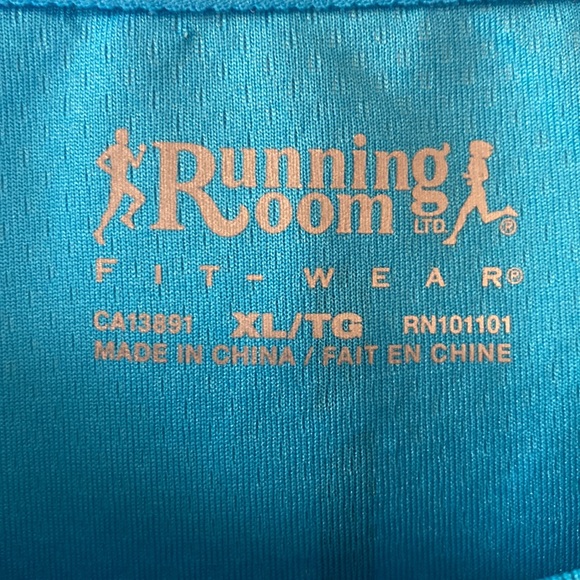 Running
Room LTD. ®
FIT-WEAR®
CA13891 XL/TG RN101101
MADE IN CHINA / FAIT EN CHINE